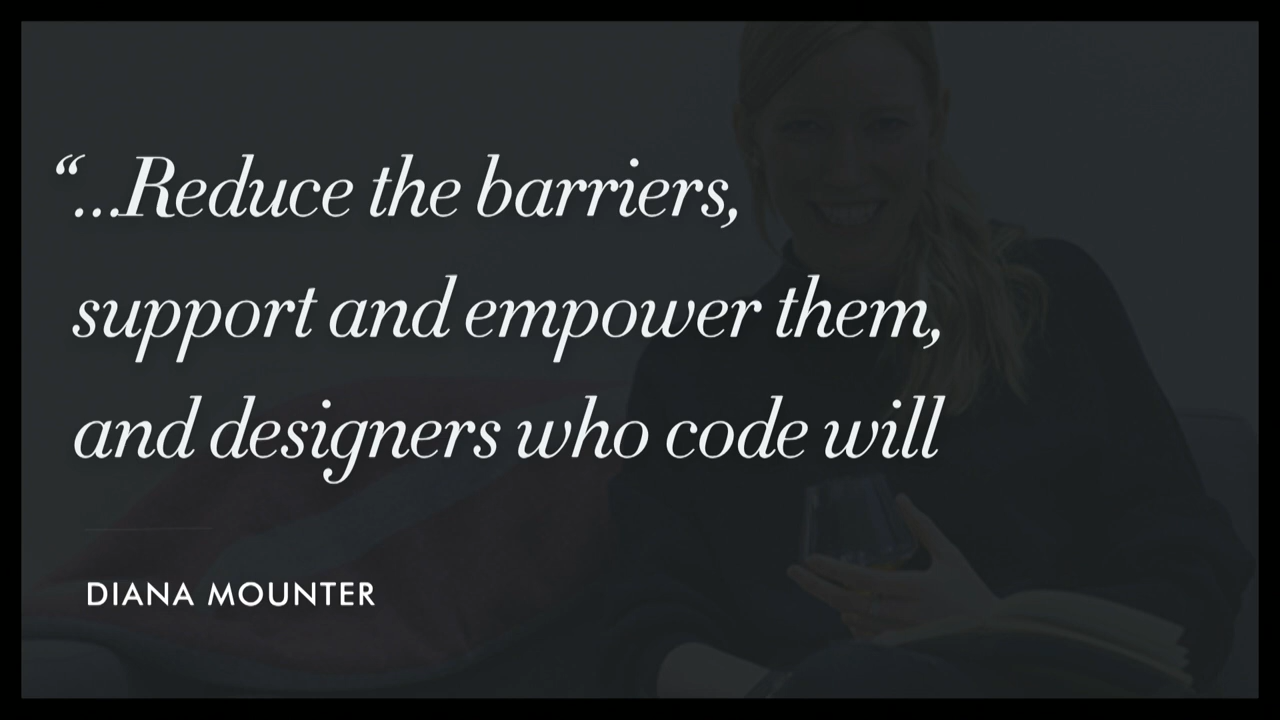 “...Reduce the barriers,
support and empower them,
and designers who code will
DIANA MOUNTER